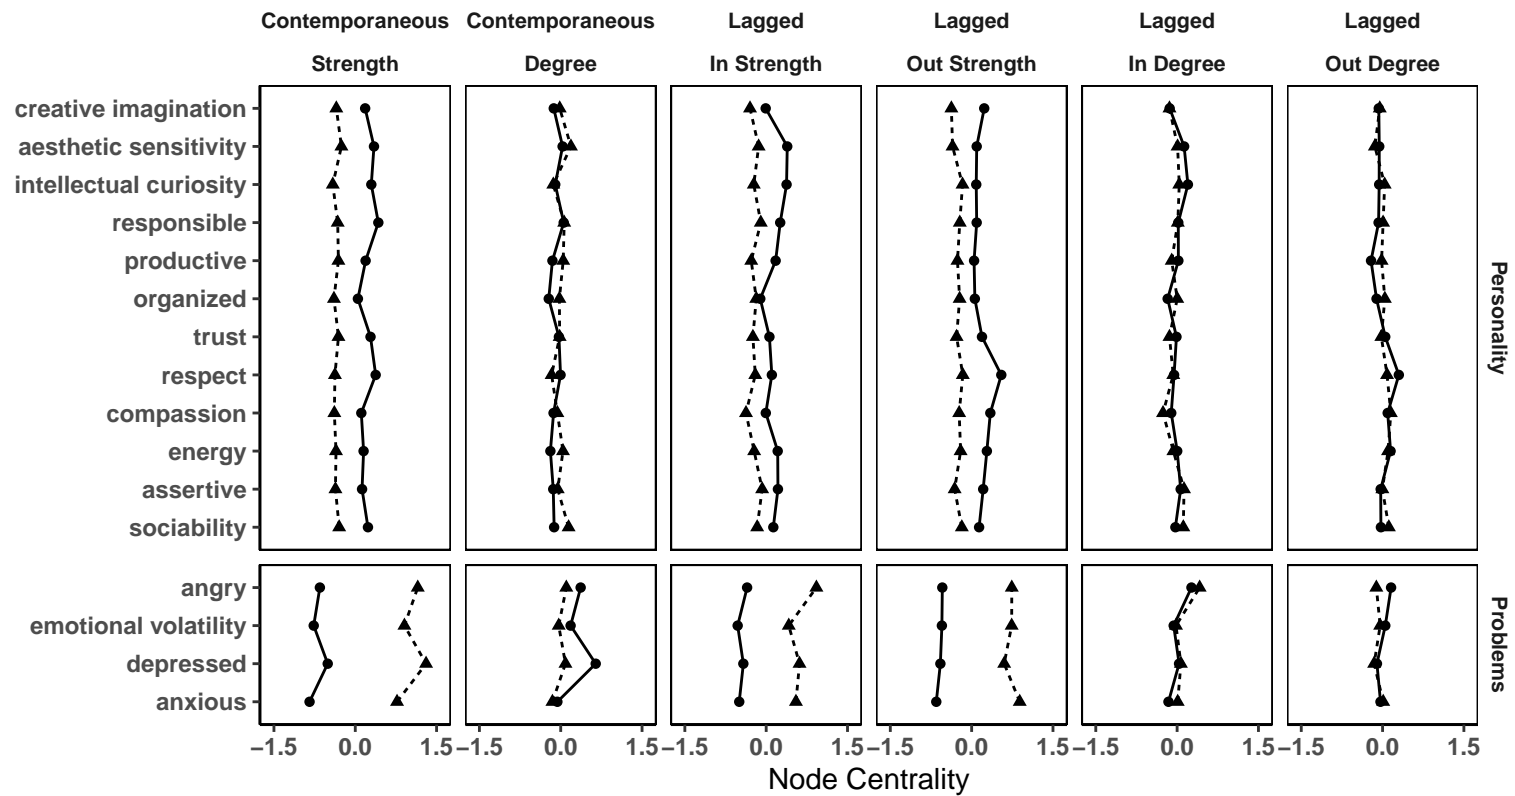 Contemporaneous Contemporaneous Lagged Lagged Lagged Lagged
Strength Degree In Strength Out Strength In Degree Out Degree
creative imagination
aesthetic sensitivity
intellectual curiosity
responsible
productive
organized
trust
respect
compassion
energy
assertive
sociability
Personality
angry
emotional volatility
depressed
anxious
Problems
−1.5 0.0 1.5 −1.5 0.0 1.5 −1.5 0.0 1.5 −1.5 0.0 1.5 −1.5 0.0 1.5 −1.5 0.0 1.5
Node Centrality